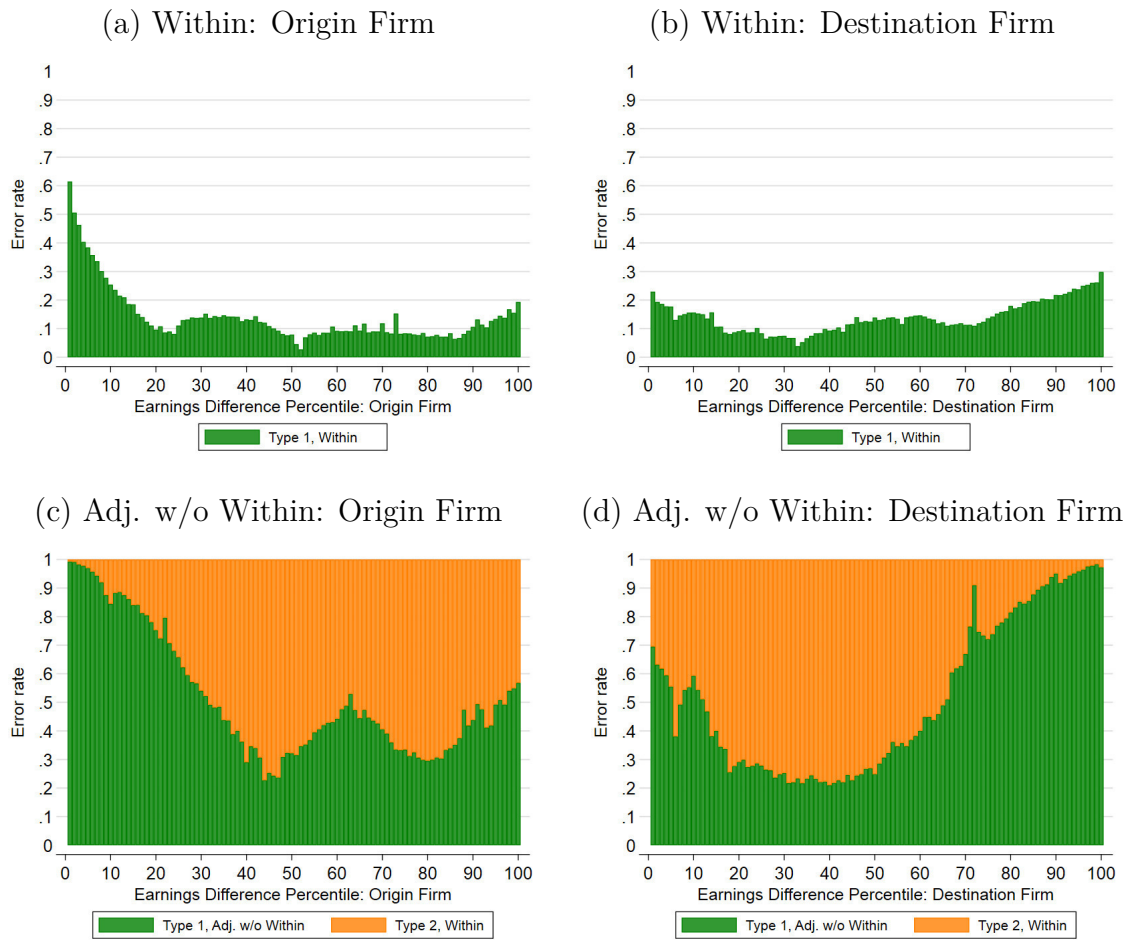 (a) Within: Origin Firm
(b) Within: Destination Firm
1
.9
.8
.7
.6
.5
.4
.3
.2
.1
0
Error rate
0 10 20 30 40 50 60 70 80 90 100
Earnings Difference Percentile: Origin Firm
Type 1, Within
1
.9
.8
.7
.6
.5
.4
.3
.2
.1
0
Error rate
0 10 20 30 40 50 60 70 80 90 100
Earnings Difference Percentile: Destination Firm
Type 1, Within
(c) Adj. w/o Within: Origin Firm
(d) Adj. w/o Within: Destination Firm
1
.9
.8
.7
.6
.5
.4
.3
.2
.1
0
Error rate
0 10 20 30 40 50 60 70 80 90 100
Earnings Difference Percentile: Origin Firm
Type 1, Adj. w/o Within Type 2, Within
1
.9
.8
.7
.6
.5
.4
.3
.2
.1
0
Error rate
0 10 20 30 40 50 60 70 80 90 100
Earnings Difference Percentile: Destination Firm
Type 1, Adj. w/o Within Type 2, Within